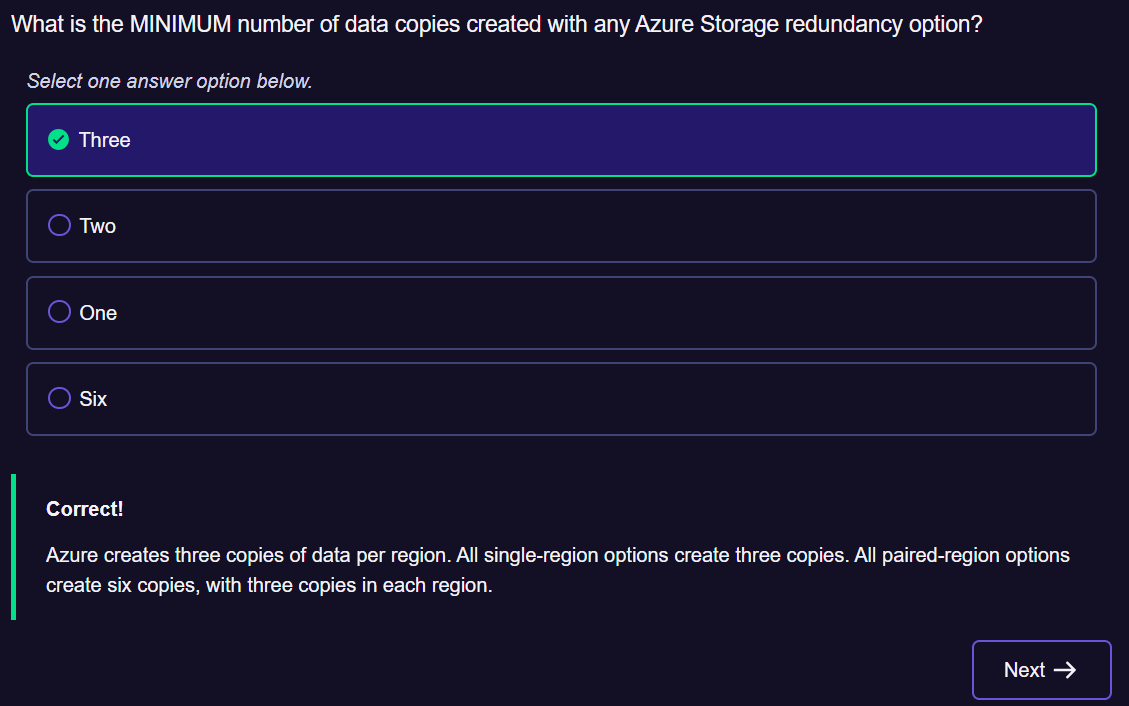 What is the MINIMUM number of data copies created with any Azure Storage redundancy option?
Select one answer option below.
Three
Two
One
Six
Correct!
Azure creates three copies of data per region. All single-region options create three copies. All paired-region options
create six copies, with three copies in each region.
Next →